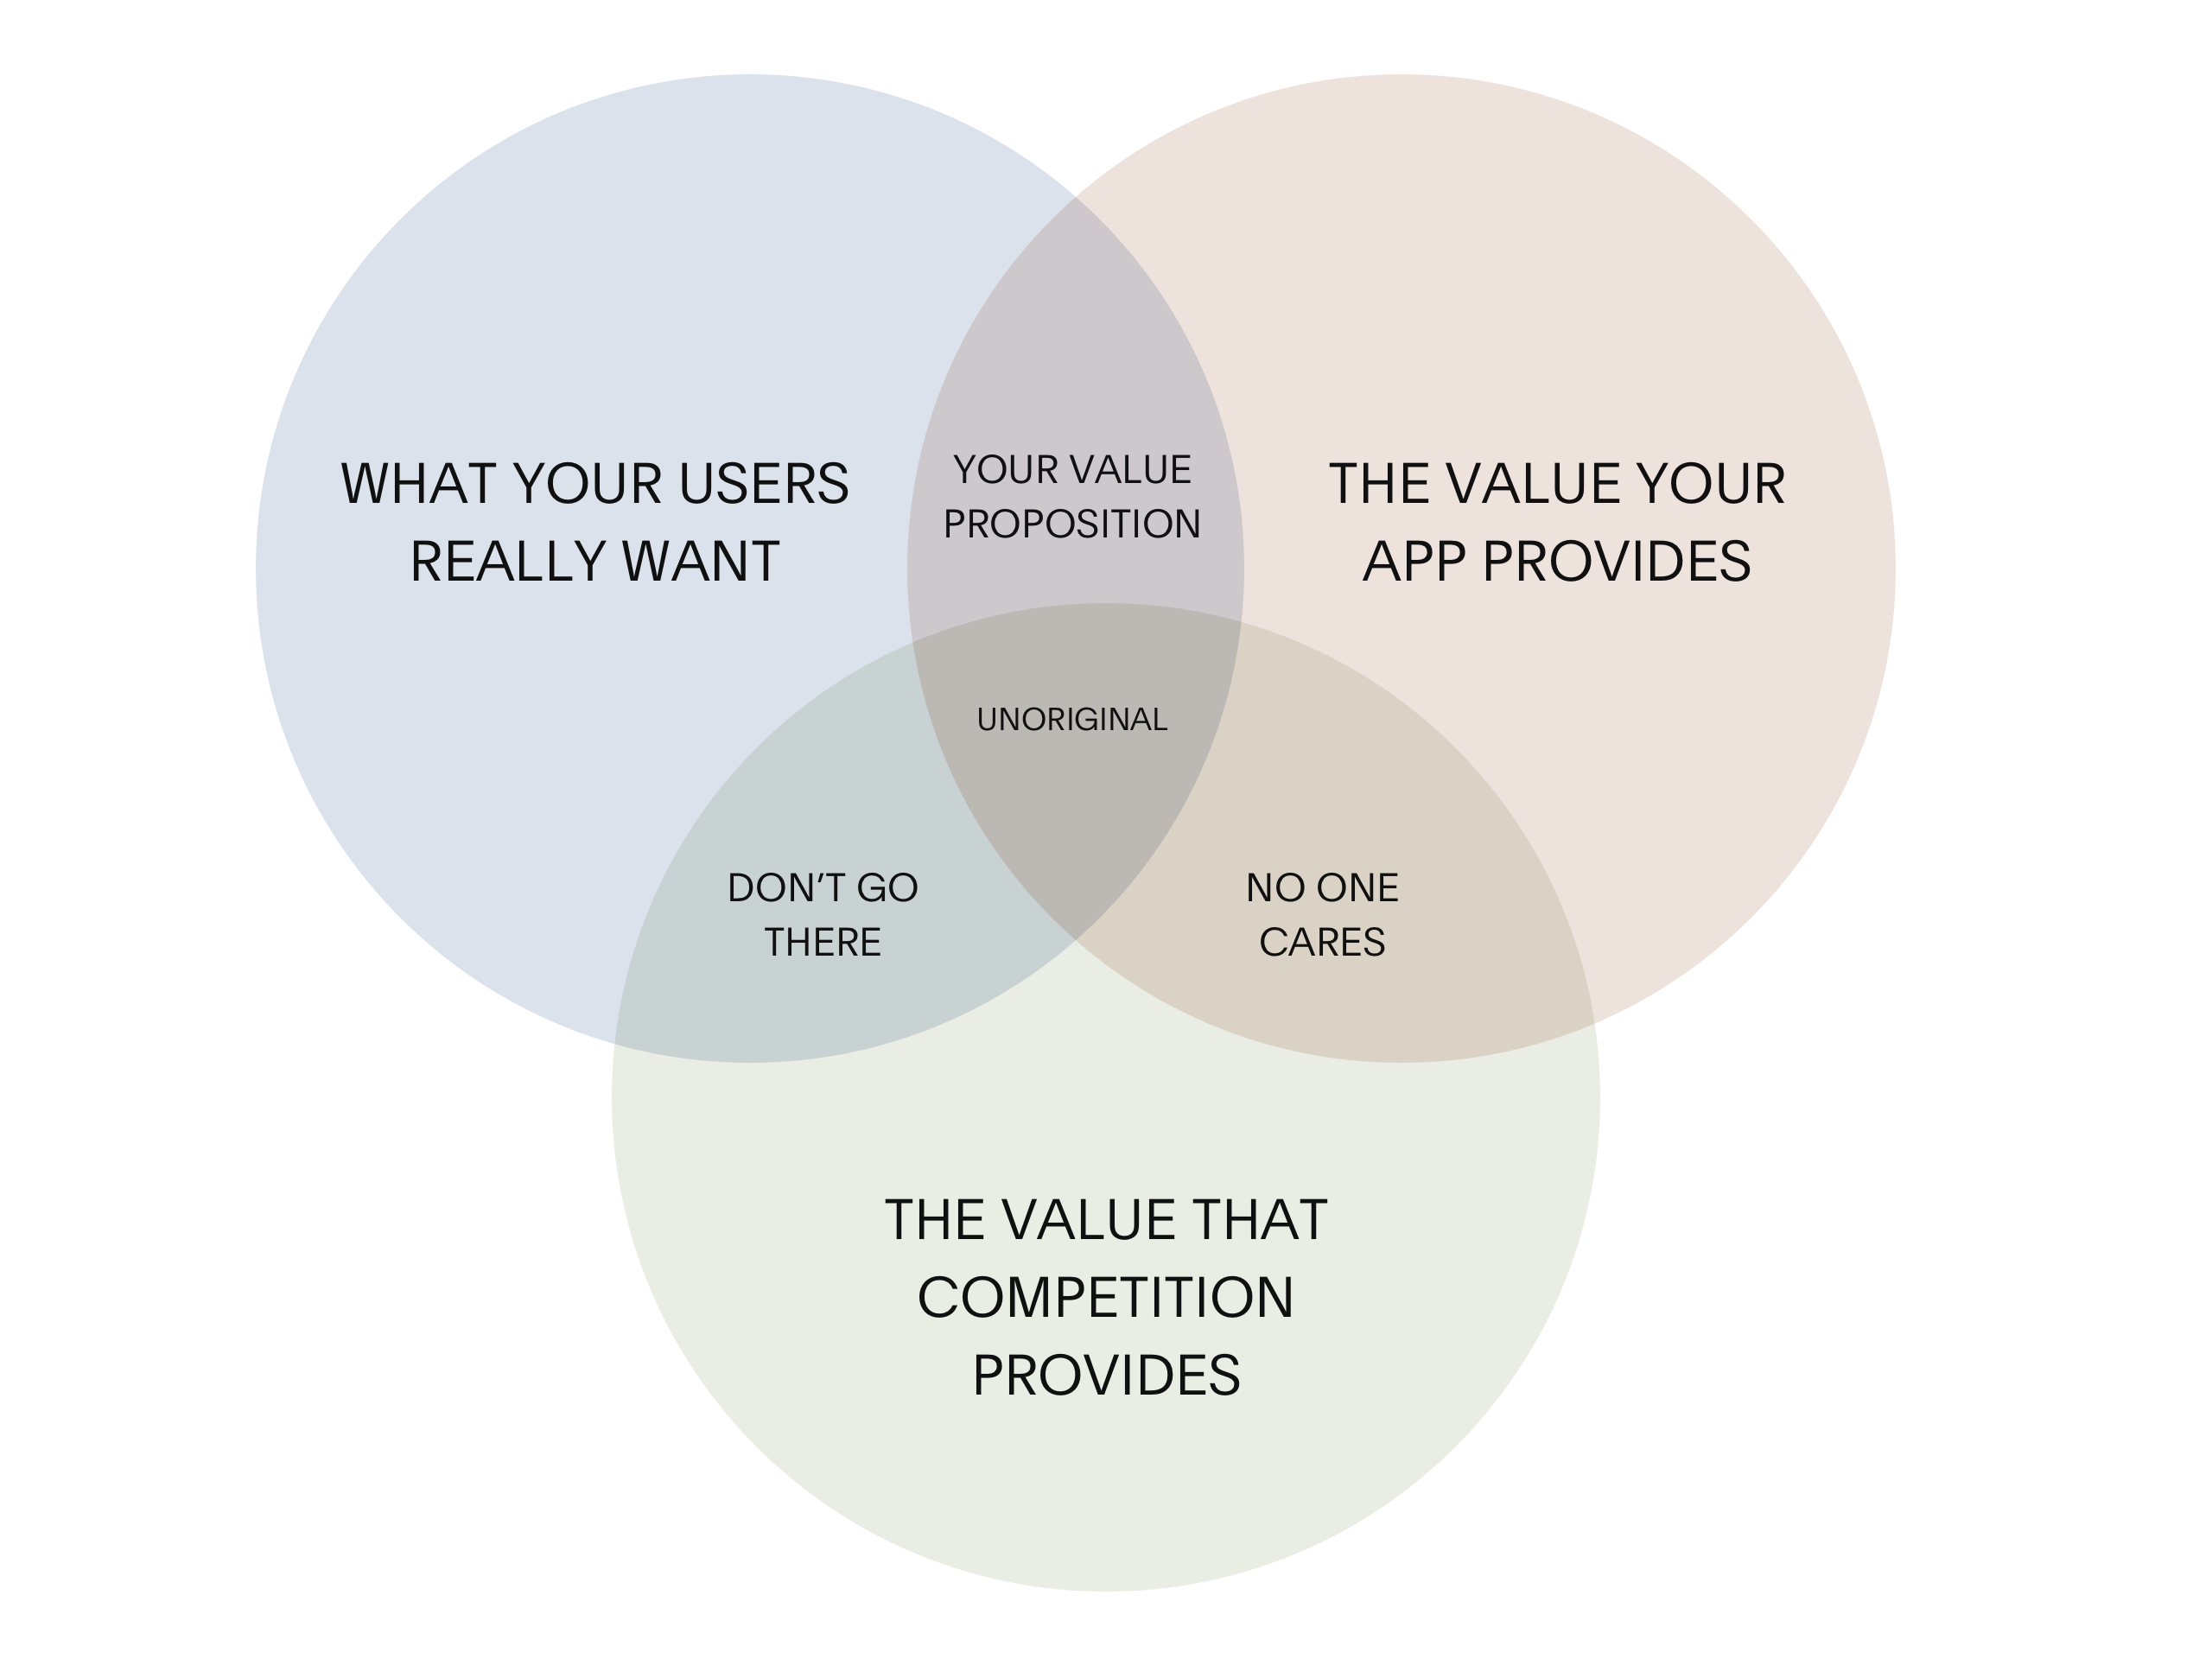 WHAT YOUR USERS
REALLY WANT
YOUR VALUE
PROPOSITION
THE VALUE YOUR
APP PROVIDES
UNORIGINAL
DON’T GO
THERE
NO ONE
CARES
THE VALUE THAT
COMPETITION
PROVIDES